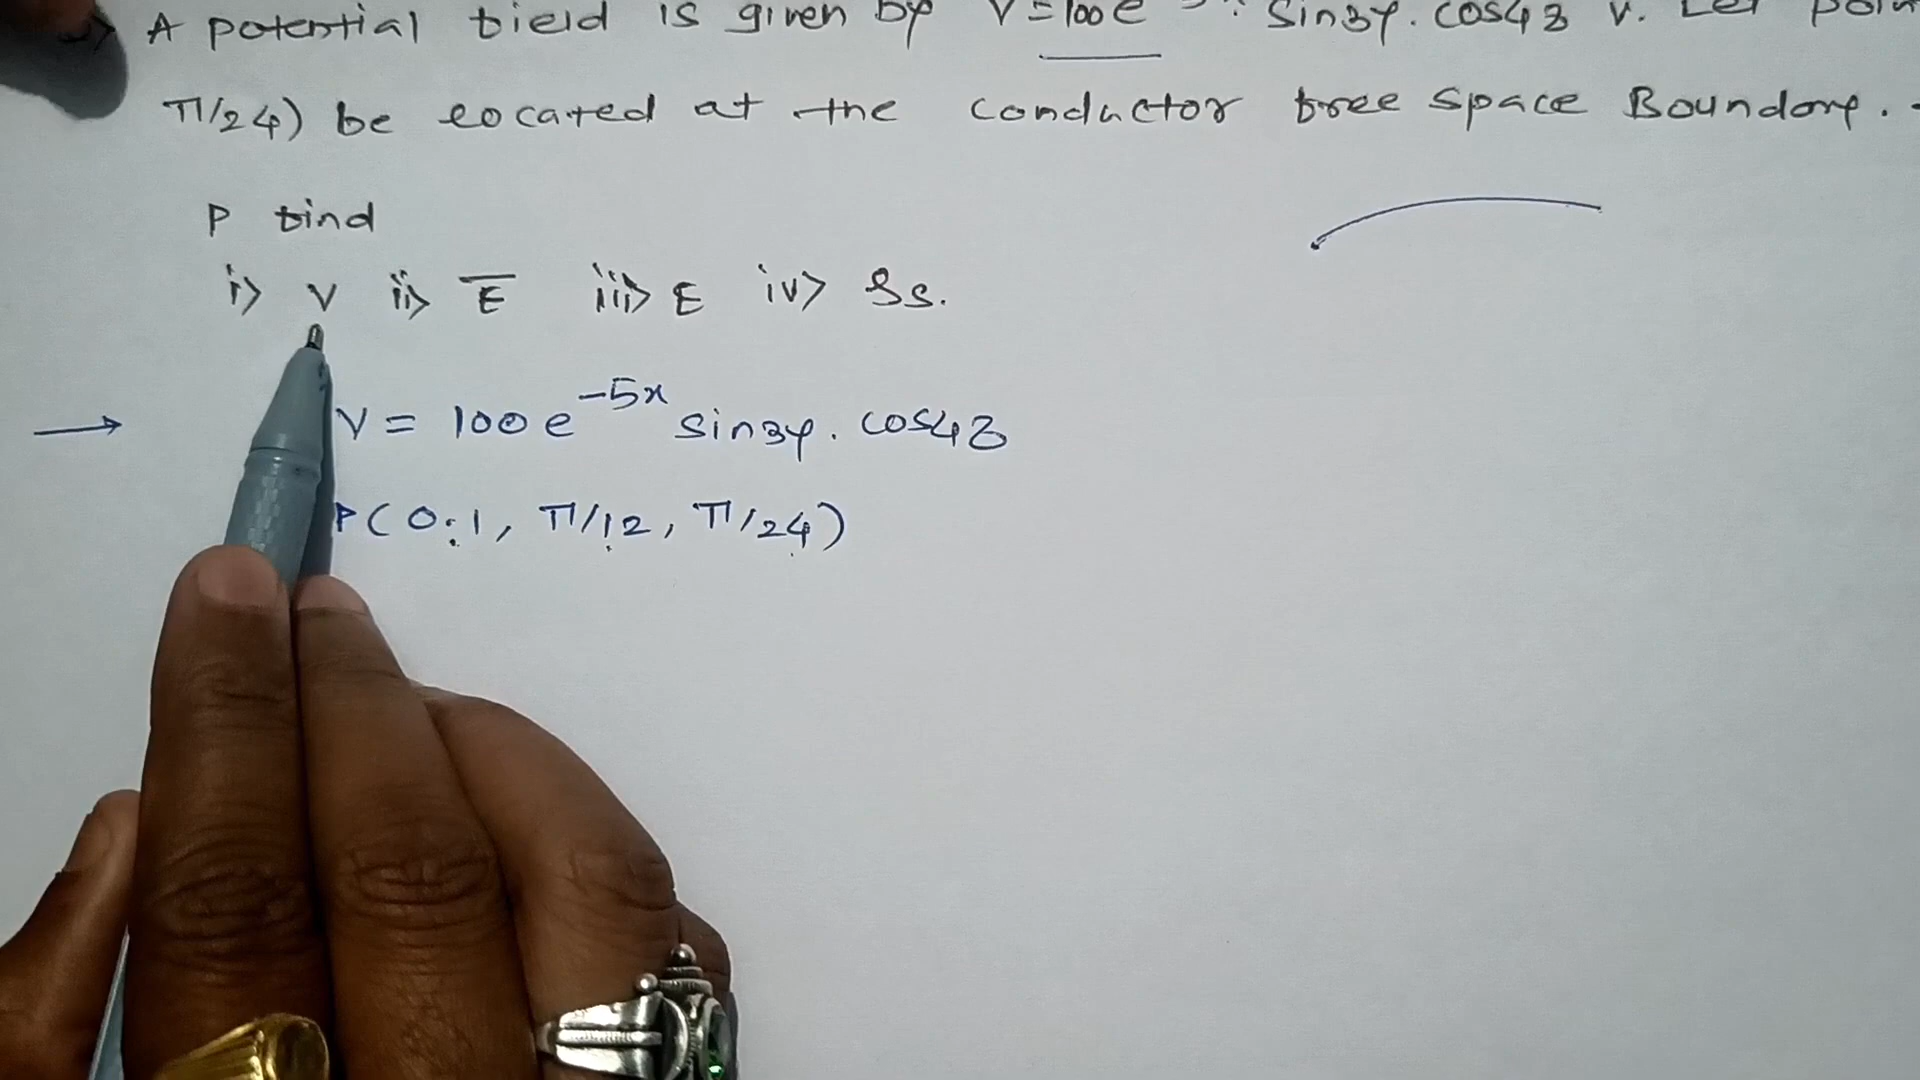 A potential field is given by V = 100 e sin3y . cos4z v. Let
π/24) be located at the conductor free space Boundary.
P find
i> V ii> E̅ iii> E iv> ρs.
→ V = 100 e^-5x sin3y . cos4z
P(0.1, π/12, π/24)